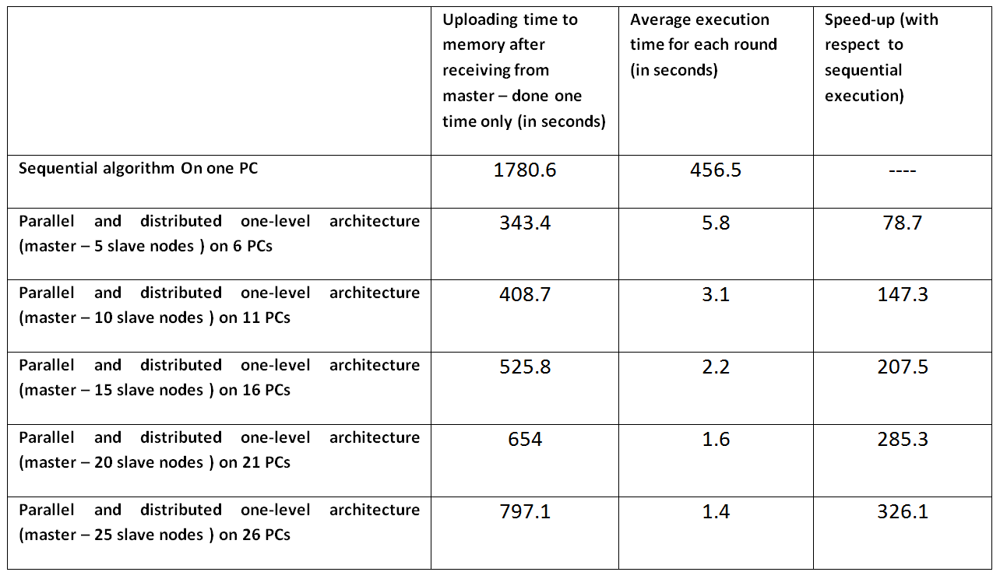 Uploading time to
memory after
receiving from
master – done one
time only (in seconds)
Average execution
time for each round
(in seconds)
Speed-up (with
respect to
sequential
execution)
Sequential algorithm On one PC
1780.6
456.5
----
Parallel and distributed one-level architecture
(master – 5 slave nodes ) on 6 PCs
343.4
5.8
78.7
Parallel and distributed one-level architecture
(master – 10 slave nodes ) on 11 PCs
408.7
3.1
147.3
Parallel and distributed one-level architecture
(master – 15 slave nodes ) on 16 PCs
525.8
2.2
207.5
Parallel and distributed one-level architecture
(master – 20 slave nodes ) on 21 PCs
654
1.6
285.3
Parallel and distributed one-level architecture
(master – 25 slave nodes ) on 26 PCs
797.1
1.4
326.1